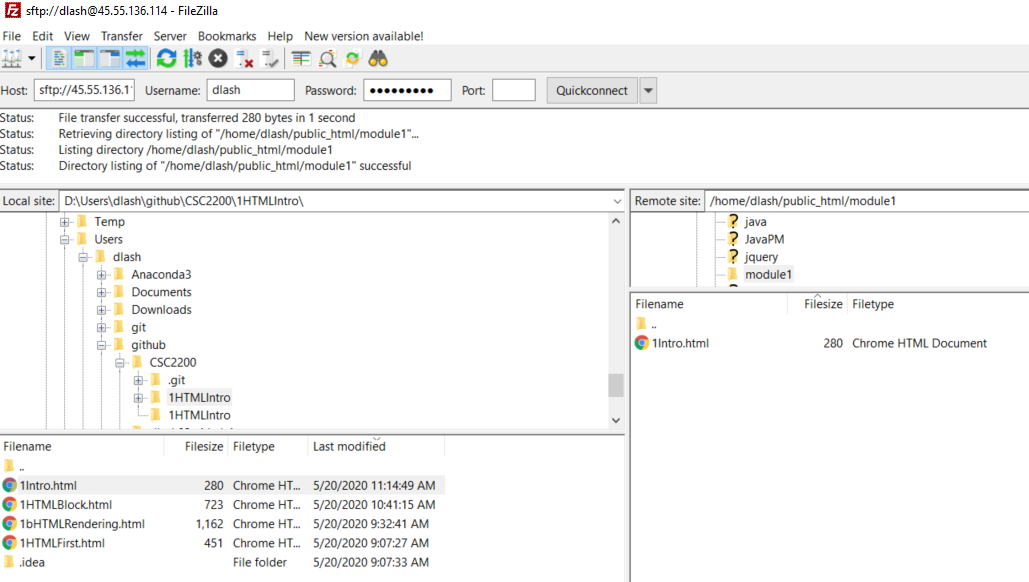 sftp://dlash@45.55.136.114 - FileZilla
File Edit View Transfer Server Bookmarks Help New version available!
Host: sftp://45.55.136.1 Username: dlash Password: ●●●●●●●●● Port: Quickconnect
Status: File transfer successful, transferred 280 bytes in 1 second
Status: Retrieving directory listing of "/home/dlash/public_html/module1"...
Status: Listing directory /home/dlash/public_html/module1
Status: Directory listing of "/home/dlash/public_html/module1" successful
Local site: D:\Users\dlash\github\CSC2200\1HTMLIntro\
Temp
Users
dlash
Anaconda3
Documents
Downloads
git
github
CSC2200
.git
1HTMLIntro
1HTMLIntro
Filename Filesize Filetype Last modified
..
1Intro.html 280 Chrome HT... 5/20/2020 11:14:49 AM
1HTMLBlock.html 723 Chrome HT... 5/20/2020 10:41:15 AM
1bHTMLRendering.html 1,162 Chrome HT... 5/20/2020 9:32:41 AM
1HTMLFirst.html 451 Chrome HT... 5/20/2020 9:07:27 AM
.idea File folder 5/20/2020 9:07:33 AM
Remote site: /home/dlash/public_html/module1
? java
? JavaPM
? jquery
module1
Filename Filesize Filetype
..
1Intro.html 280 Chrome HTML Document